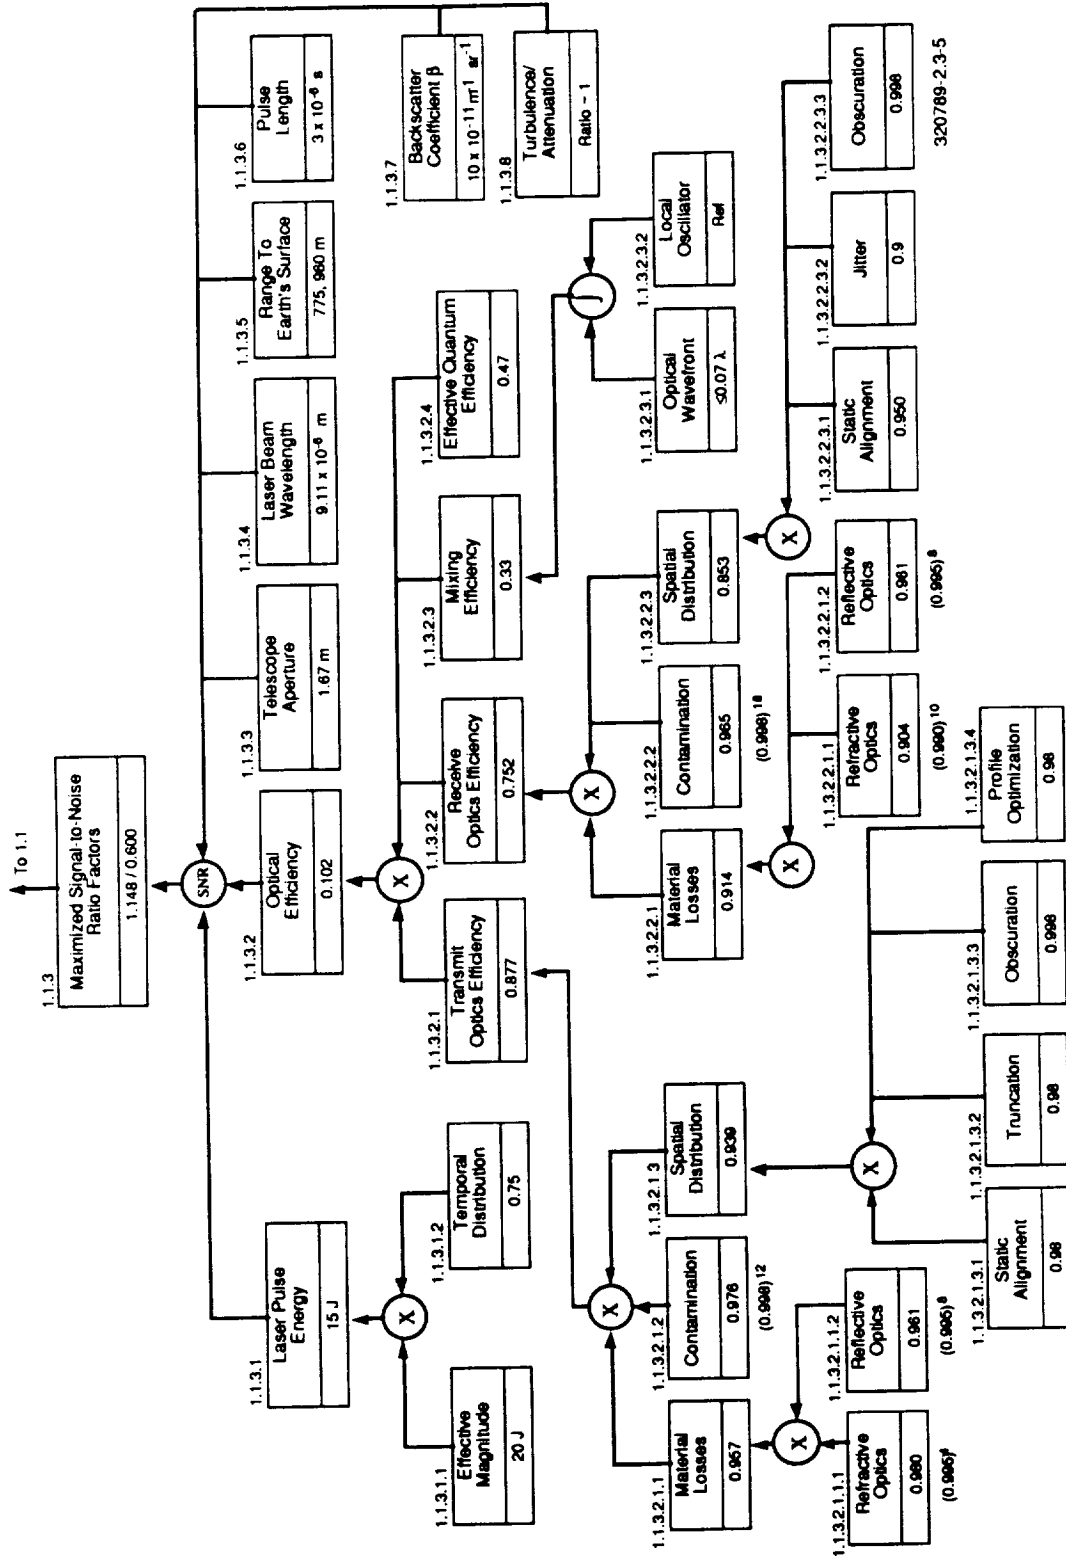 To 1.1
1.1.3
Maximized Signal-to-Noise
Ratio Factors
1.148 / 0.600
SNR
1.1.3.1
Laser Pulse
Energy
15 J
1.1.3.2
Optical
Efficiency
0.102
1.1.3.3
Telescope
Aperture
1.67 m
1.1.3.4
Laser Beam
Wavelength
9.11 x 10⁻⁶ m
1.1.3.5
Range To
Earth's Surface
775, 960 m
1.1.3.6
Pulse
Length
3 x 10⁻⁶ s
1.1.3.7
Backscatter
Coefficient β
10 x 10⁻¹¹ m⁻¹ sr⁻¹
1.1.3.8
Turbulence/
Attenuation
Ratio ~ 1
X
X
1.1.3.1.1
Effective
Magnitude
20 J
1.1.3.1.2
Temporal
Distribution
0.75
1.1.3.2.1
Transmit
Optics Efficiency
0.877
1.1.3.2.2
Receive
Optics Efficiency
0.752
1.1.3.2.3
Mixing
Efficiency
0.33
1.1.3.2.4
Effective Quantum
Efficiency
0.47
X
X
∫
1.1.3.2.1.1
Material
Losses
0.957
1.1.3.2.1.2
Contamination
0.976
(0.998)¹²
1.1.3.2.1.3
Spatial
Distribution
0.939
1.1.3.2.2.1
Material
Losses
0.914
1.1.3.2.2.2
Contamination
0.965
(0.998)¹⁸
1.1.3.2.2.3
Spatial
Distribution
0.853
1.1.3.2.3.1
Optical
Wavefront
≤0.07 λ
1.1.3.2.3.2
Local
Oscillator
Ref
X
X
X
X
1.1.3.2.1.1.1
Refractive
Optics
0.980
(0.995)⁴
1.1.3.2.1.1.2
Reflective
Optics
0.961
(0.995)⁸
1.1.3.2.2.1.1
Refractive
Optics
0.904
(0.990)¹⁰
1.1.3.2.2.1.2
Reflective
Optics
0.961
(0.995)⁸
1.1.3.2.2.3.1
Static
Alignment
0.950
1.1.3.2.2.3.2
Jitter
0.9
1.1.3.2.2.3.3
Obscuration
0.998
1.1.3.2.1.3.1
Static
Alignment
0.98
1.1.3.2.1.3.2
Truncation
0.98
1.1.3.2.1.3.3
Obscuration
0.998
1.1.3.2.1.3.4
Profile
Optimization
0.98
320789-2.3-5